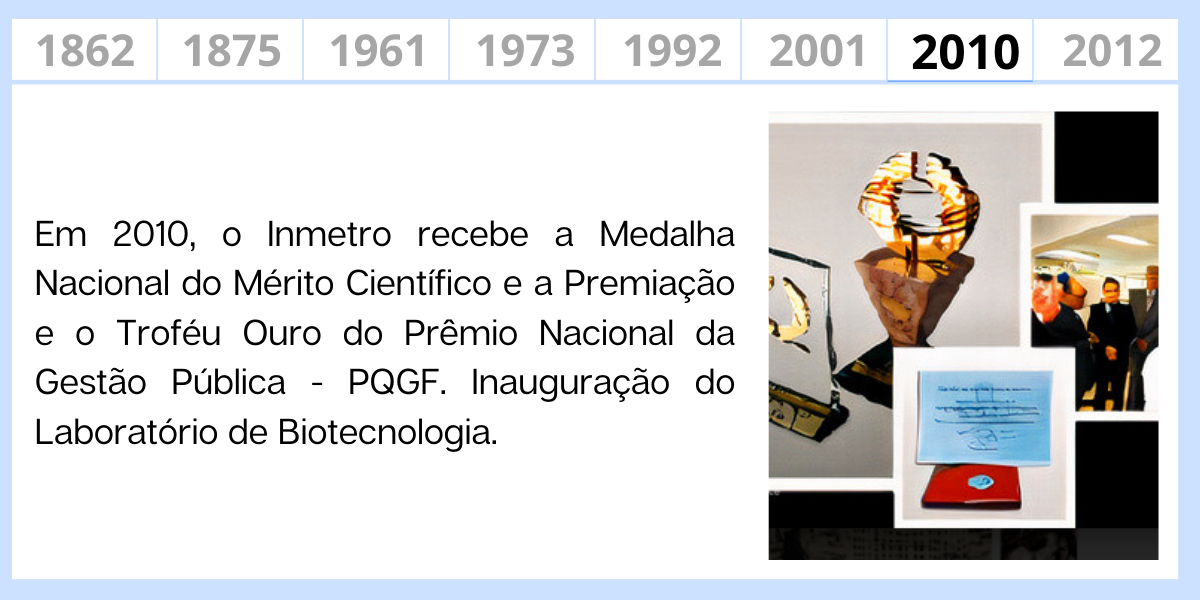 1862 1875 1961 1973 1992 2001 2010 2012
Em 2010, o Inmetro recebe a Medalha
Nacional do Mérito Científico e a Premiação
e o Troféu Ouro do Prêmio Nacional da
Gestão Pública - PQGF. Inauguração do
Laboratório de Biotecnologia.